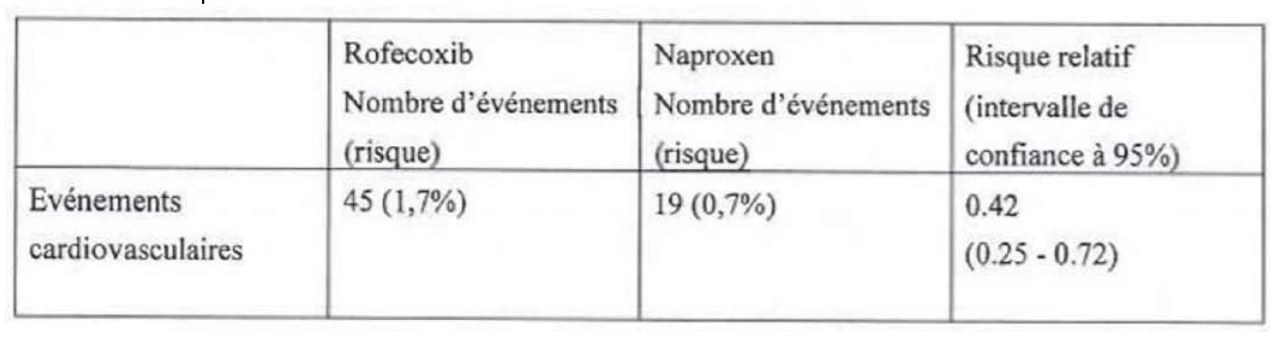 Rofecoxib
Nombre d'événements
(risque)
Naproxen
Nombre d'événements
(risque)
Risque relatif
(intervalle de
confiance à 95%)
Evénements
cardiovasculaires
45 (1,7%)
19 (0,7%)
0.42
(0.25 - 0.72)